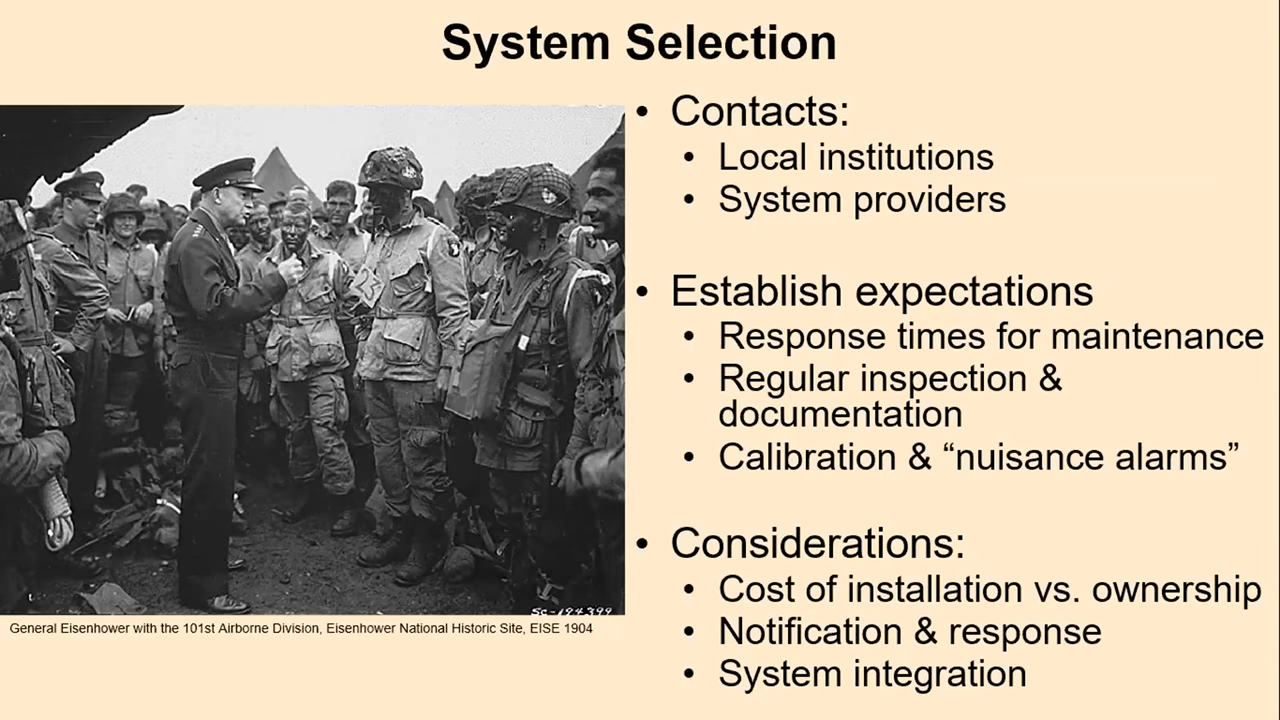 System Selection
• Contacts:
• Local institutions
• System providers
• Establish expectations
• Response times for maintenance
• Regular inspection &
documentation
• Calibration & “nuisance alarms”
• Considerations:
• Cost of installation vs. ownership
• Notification & response
• System integration
SC-194399
General Eisenhower with the 101st Airborne Division, Eisenhower National Historic Site, EISE 1904